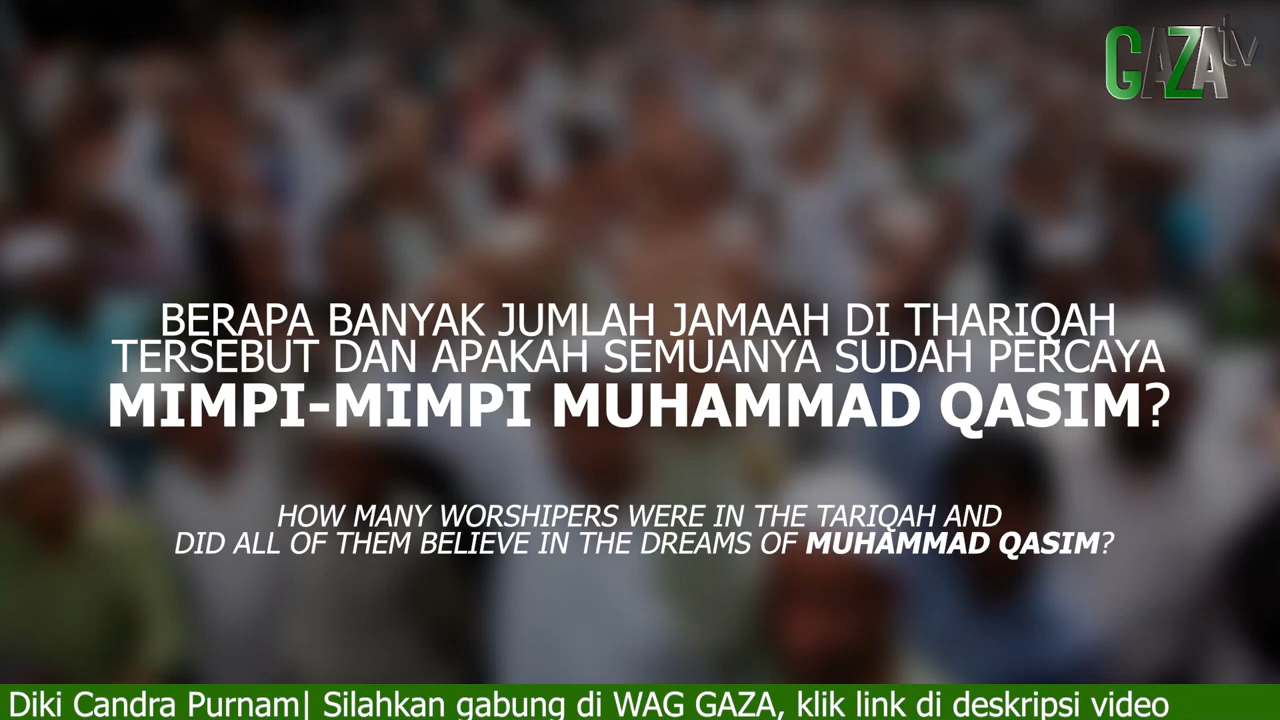 GAZAtv
BERAPA BANYAK JUMLAH JAMAAH DI THARIQAH
TERSEBUT DAN APAKAH SEMUANYA SUDAH PERCAYA
MIMPI-MIMPI MUHAMMAD QASIM?
HOW MANY WORSHIPERS WERE IN THE TARIQAH AND
DID ALL OF THEM BELIEVE IN THE DREAMS OF MUHAMMAD QASIM?
Diki Candra Purnam| Silahkan gabung di WAG GAZA, klik link di deskripsi video